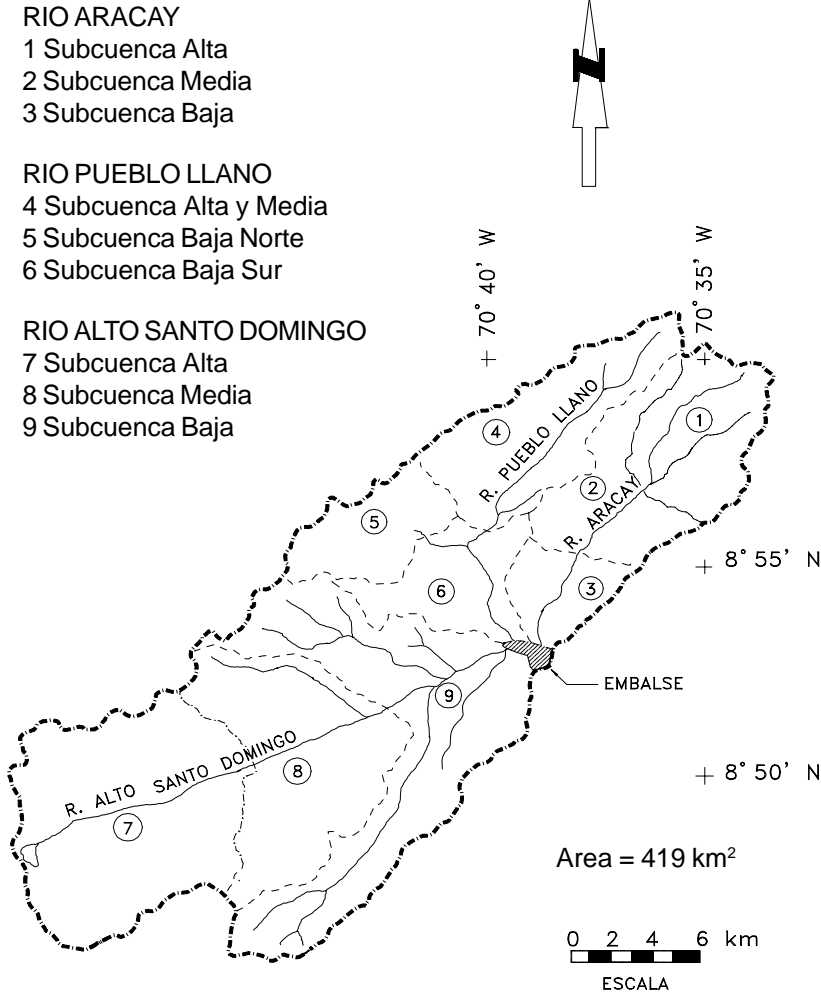 RIO ARACAY
1 Subcuenca Alta
2 Subcuenca Media
3 Subcuenca Baja
RIO PUEBLO LLANO
4 Subcuenca Alta y Media
5 Subcuenca Baja Norte
6 Subcuenca Baja Sur
RIO ALTO SANTO DOMINGO
7 Subcuenca Alta
8 Subcuenca Media
9 Subcuenca Baja
N
70° 40' W
70° 35' W
1
4
R. PUEBLO LLANO
2
R. ARACAY
5
8° 55' N
6
3
EMBALSE
9
8° 50' N
R. ALTO SANTO DOMINGO
8
7
Area = 419 km²
0 2 4 6 km
ESCALA